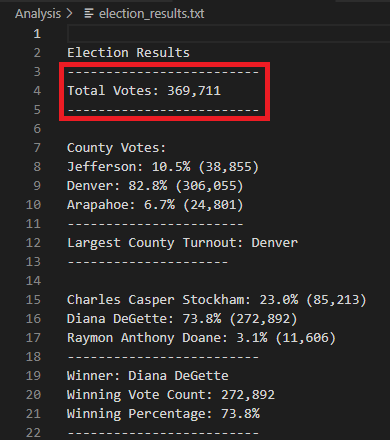 Analysis > election_results.txt
1
2 Election Results
3 -------------------------
4 Total Votes: 369,711
5 -------------------------
6
7 County Votes:
8 Jefferson: 10.5% (38,855)
9 Denver: 82.8% (306,055)
10 Arapahoe: 6.7% (24,801)
11 -----------------------
12 Largest County Turnout: Denver
13 ---------------------
14
15 Charles Casper Stockham: 23.0% (85,213)
16 Diana DeGette: 73.8% (272,892)
17 Raymon Anthony Doane: 3.1% (11,606)
18 -------------------------
19 Winner: Diana DeGette
20 Winning Vote Count: 272,892
21 Winning Percentage: 73.8%
22 -------------------------